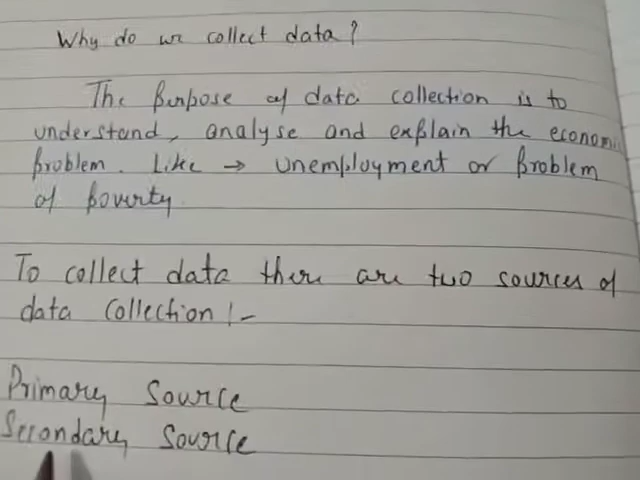 Why do we collect data?
The purpose of data collection is to
understand, analyse and explain the economic
problem. Like → unemployment or problem
of poverty
To collect data there are two sources of
data collection :-
Primary Source
Secondary Source